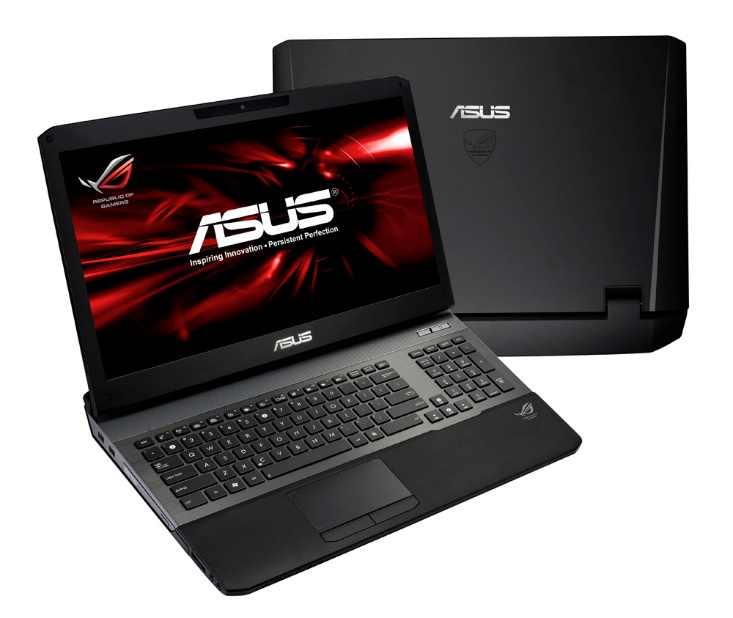 ASUS
REPUBLIC OF
GAMERS
ASUS®
Inspiring Innovation • Persistent Perfection
ASUS
Q W E R T Y U I O P
A S D F G H J K L
Z X C V B N M